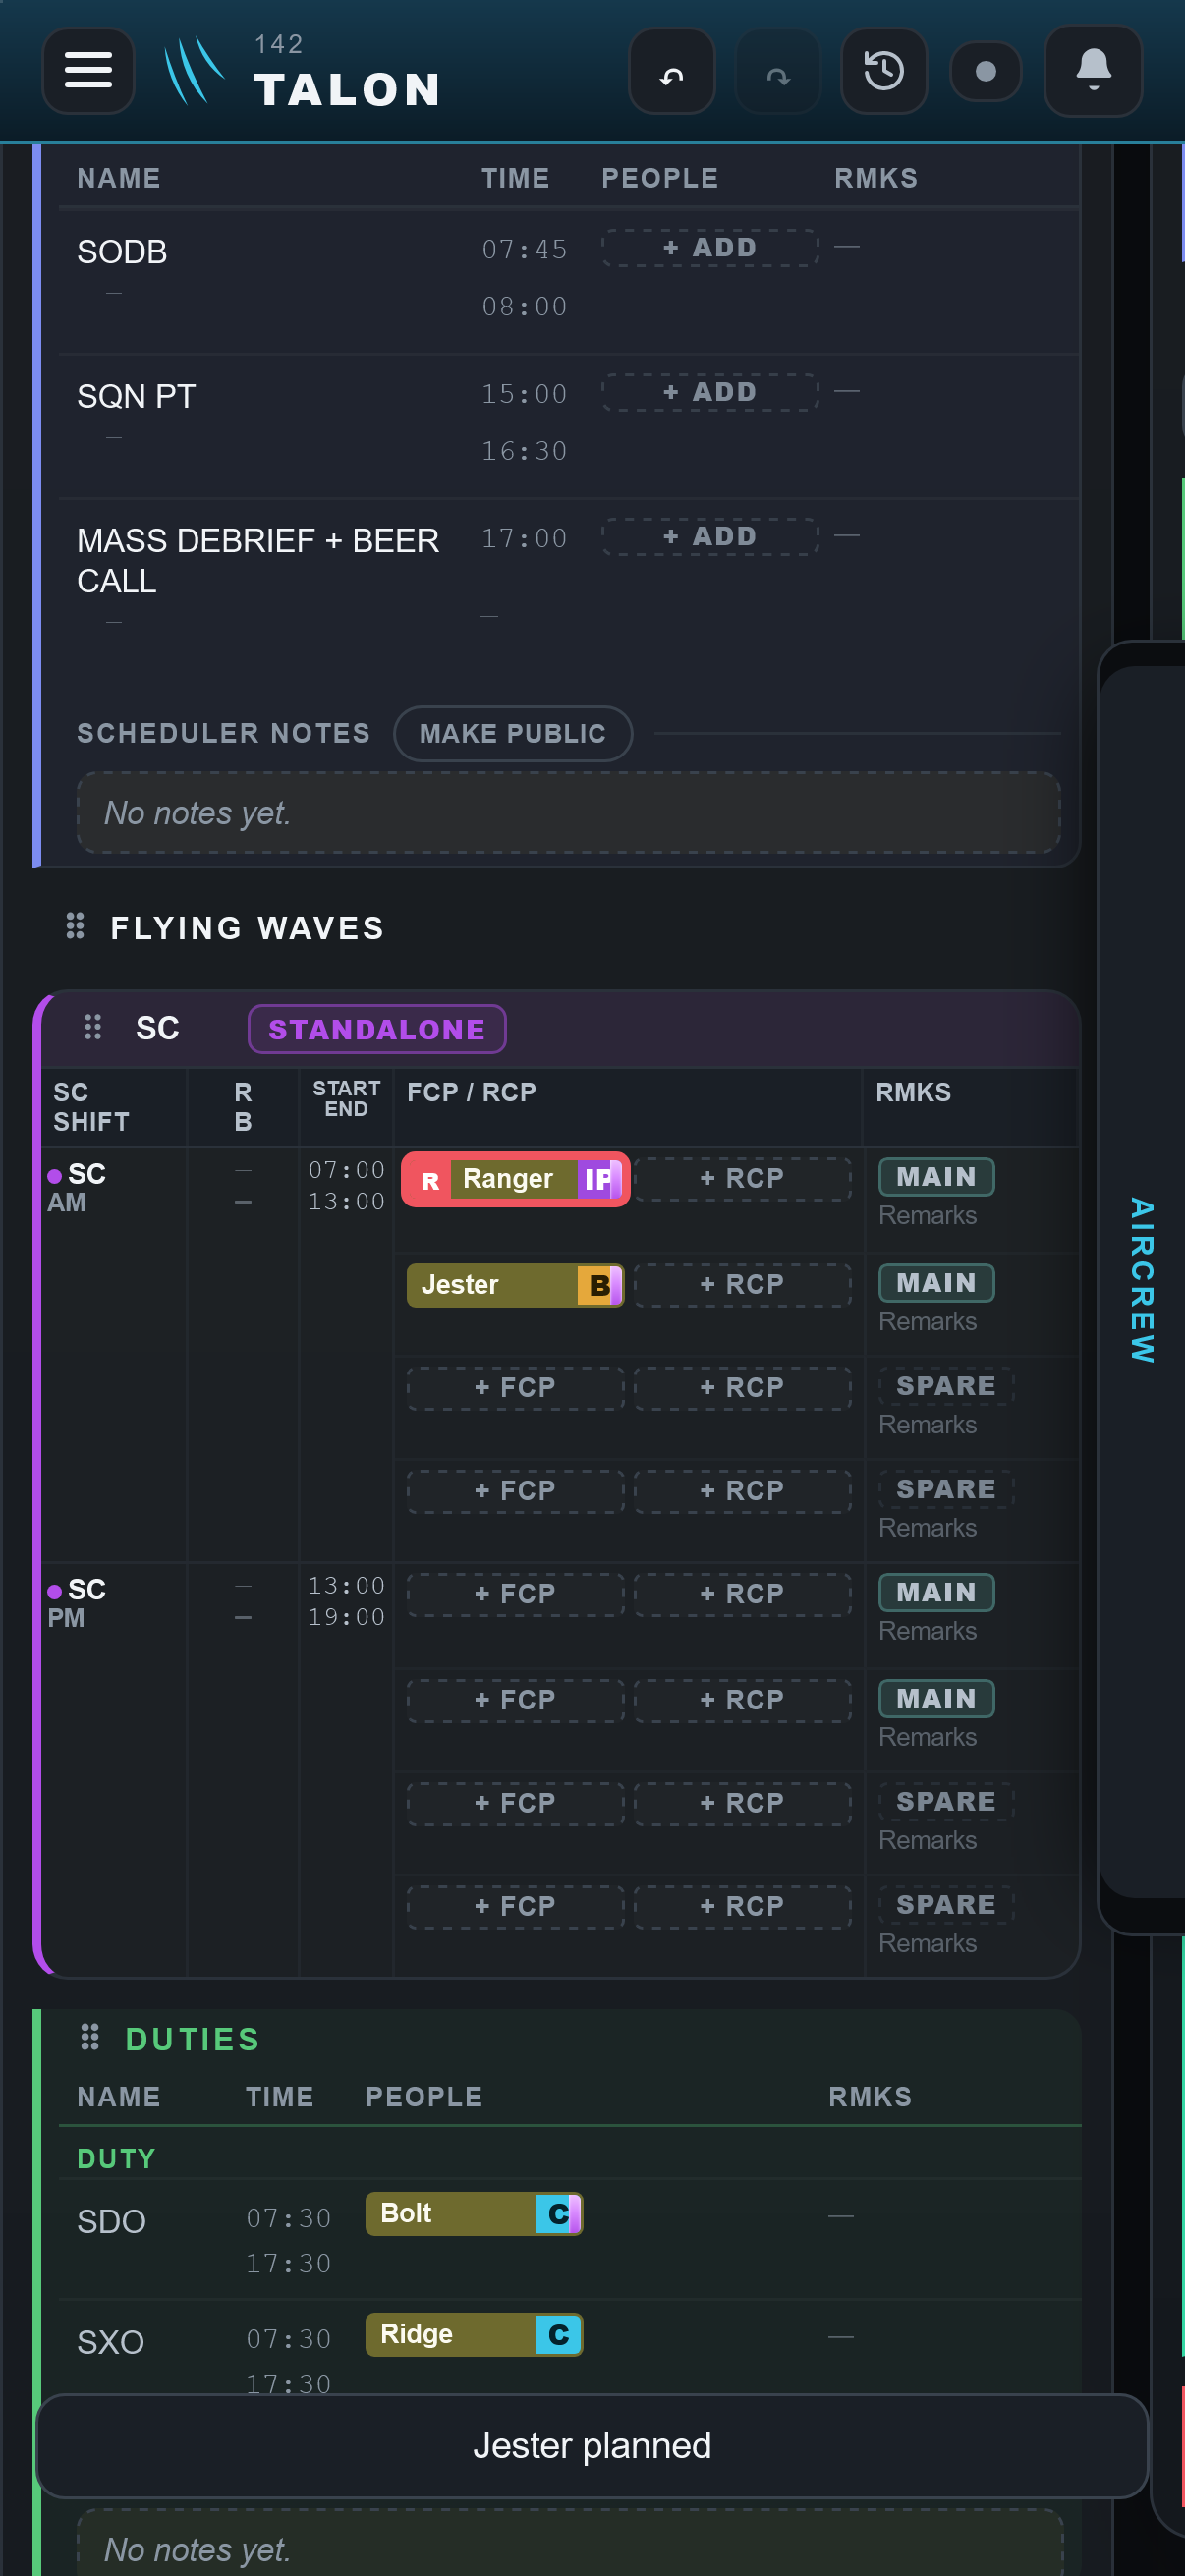 142
TALON
NAME TIME PEOPLE RMKS
SODB 07:45 + ADD —
— 08:00
SQN PT 15:00 + ADD —
— 16:30
MASS DEBRIEF + BEER CALL 17:00 + ADD —
— —
SCHEDULER NOTES MAKE PUBLIC
No notes yet.
FLYING WAVES
SC STANDALONE
SC SHIFT R B START END FCP / RCP RMKS
SC AM — — 07:00 13:00 R Ranger IP + RCP MAIN
Remarks
Jester B + RCP MAIN
Remarks
+ FCP + RCP SPARE
Remarks
+ FCP + RCP SPARE
Remarks
SC PM — — 13:00 19:00 + FCP + RCP MAIN
Remarks
+ FCP + RCP MAIN
Remarks
+ FCP + RCP SPARE
Remarks
+ FCP + RCP SPARE
Remarks
AIRCREW
DUTIES
NAME TIME PEOPLE RMKS
DUTY
SDO 07:30 Bolt C —
17:30
SXO 07:30 Ridge C —
17:30
Jester planned
No notes yet.